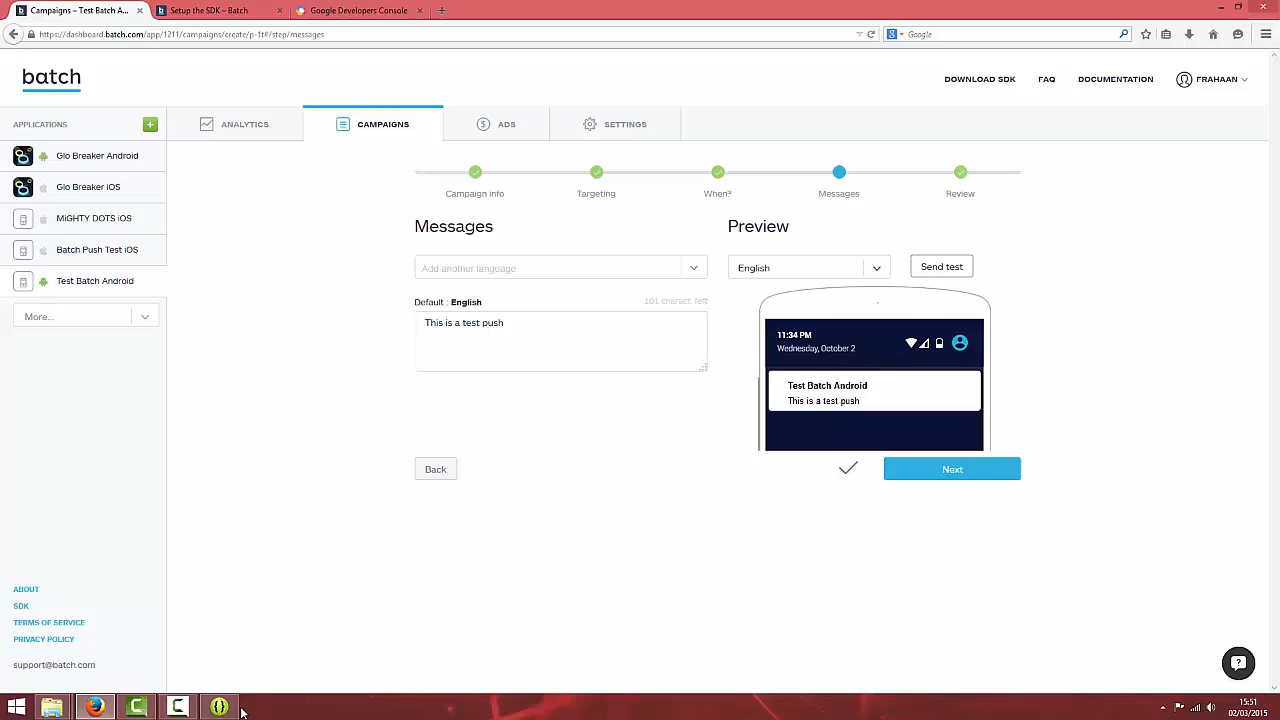 Campaigns – Test Batch A...
Setup the SDK – Batch
Google Developers Console
https://dashboard.batch.com/app/1211/campaigns/create/p-1t#/step/messages
Google
batch
DOWNLOAD SDK
FAQ
DOCUMENTATION
FRAHAAN
APPLICATIONS
ANALYTICS
CAMPAIGNS
ADS
SETTINGS
Glo Breaker Android
Glo Breaker iOS
MiGHTY DOTS iOS
Batch Push Test iOS
Test Batch Android
More...
Campaign info
Targeting
When?
Messages
Review
Messages
Preview
Add another language
English
Send test
Default : English
101 charact. left
This is a test push
11:34 PM
Wednesday, October 2
Test Batch Android
This is a test push
Back
Next
ABOUT
SDK
TERMS OF SERVICE
PRIVACY POLICY
support@batch.com
15:51
02/03/2015